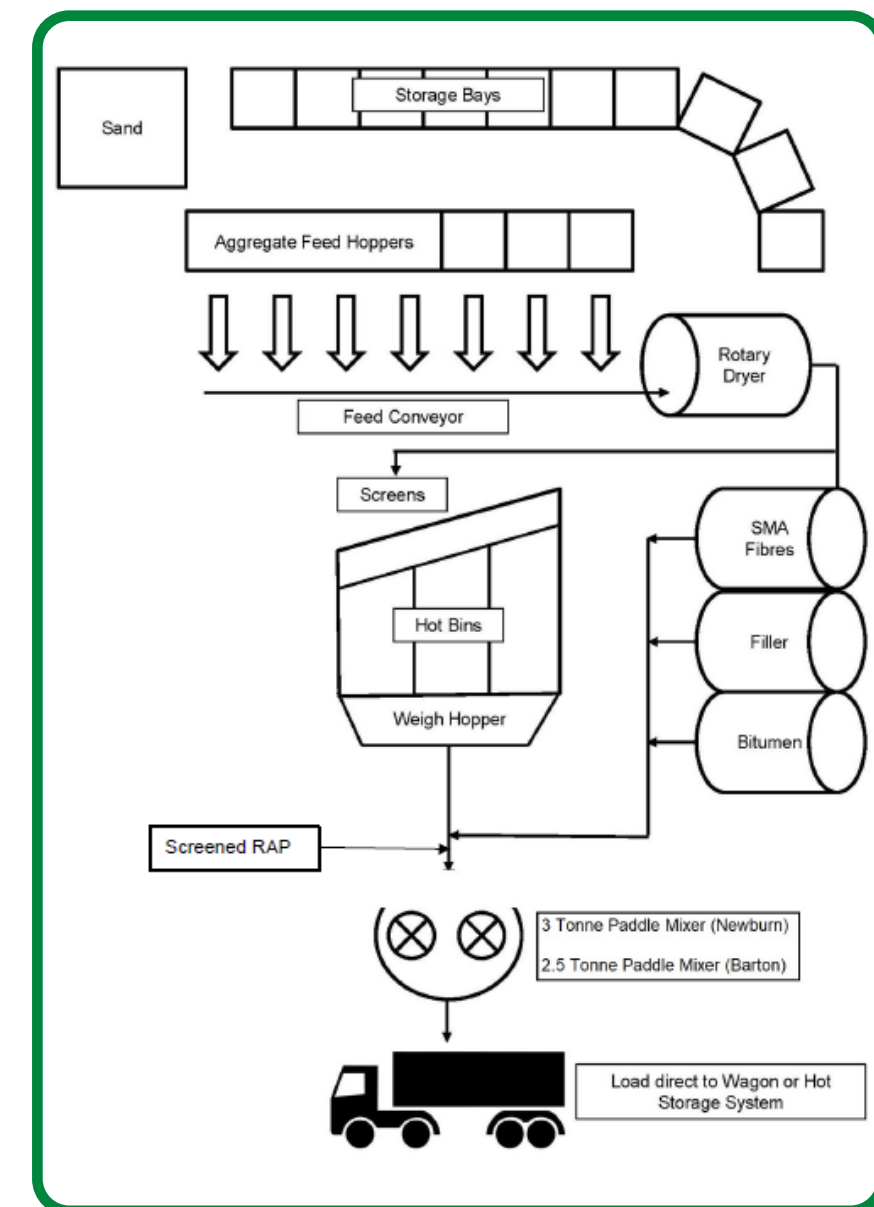 Sand
Storage Bays
Aggregate Feed Hoppers
Rotary
Dryer
Feed Conveyor
Screens
SMA
Fibres
Hot Bins
Filler
Weigh Hopper
Bitumen
Screened RAP
3 Tonne Paddle Mixer (Newburn)
2.5 Tonne Paddle Mixer (Barton)
Load direct to Wagon or Hot
Storage System